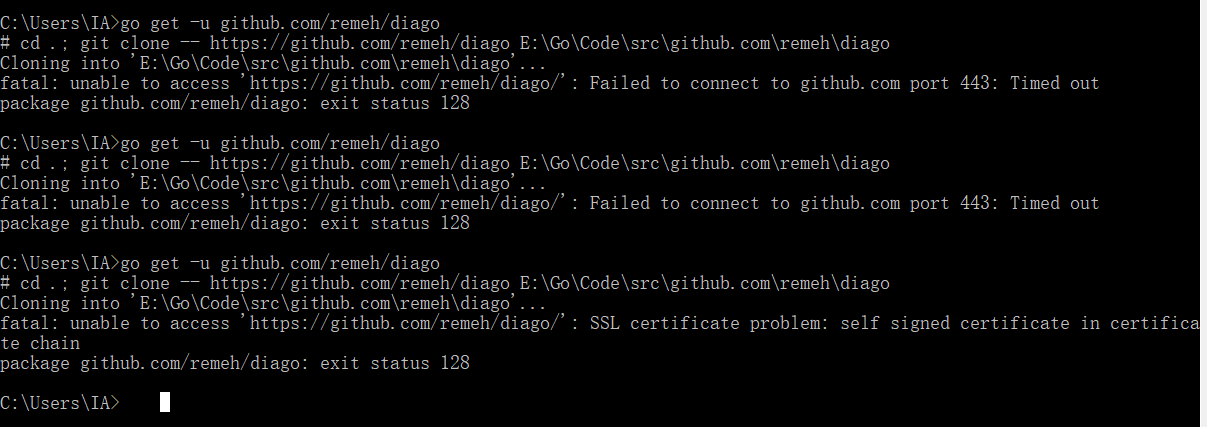 C:\Users\IA>go get -u github.com/remeh/diago
# cd .; git clone -- https://github.com/remeh/diago E:\Go\Code\src\github.com\remeh\diago
Cloning into 'E:\Go\Code\src\github.com\remeh\diago'...
fatal: unable to access 'https://github.com/remeh/diago/': Failed to connect to github.com port 443: Timed out
package github.com/remeh/diago: exit status 128
C:\Users\IA>go get -u github.com/remeh/diago
# cd .; git clone -- https://github.com/remeh/diago E:\Go\Code\src\github.com\remeh\diago
Cloning into 'E:\Go\Code\src\github.com\remeh\diago'...
fatal: unable to access 'https://github.com/remeh/diago/': Failed to connect to github.com port 443: Timed out
package github.com/remeh/diago: exit status 128
C:\Users\IA>go get -u github.com/remeh/diago
# cd .; git clone -- https://github.com/remeh/diago E:\Go\Code\src\github.com\remeh\diago
Cloning into 'E:\Go\Code\src\github.com\remeh\diago'...
fatal: unable to access 'https://github.com/remeh/diago/': SSL certificate problem: self signed certificate in certifica
te chain
package github.com/remeh/diago: exit status 128
C:\Users\IA>